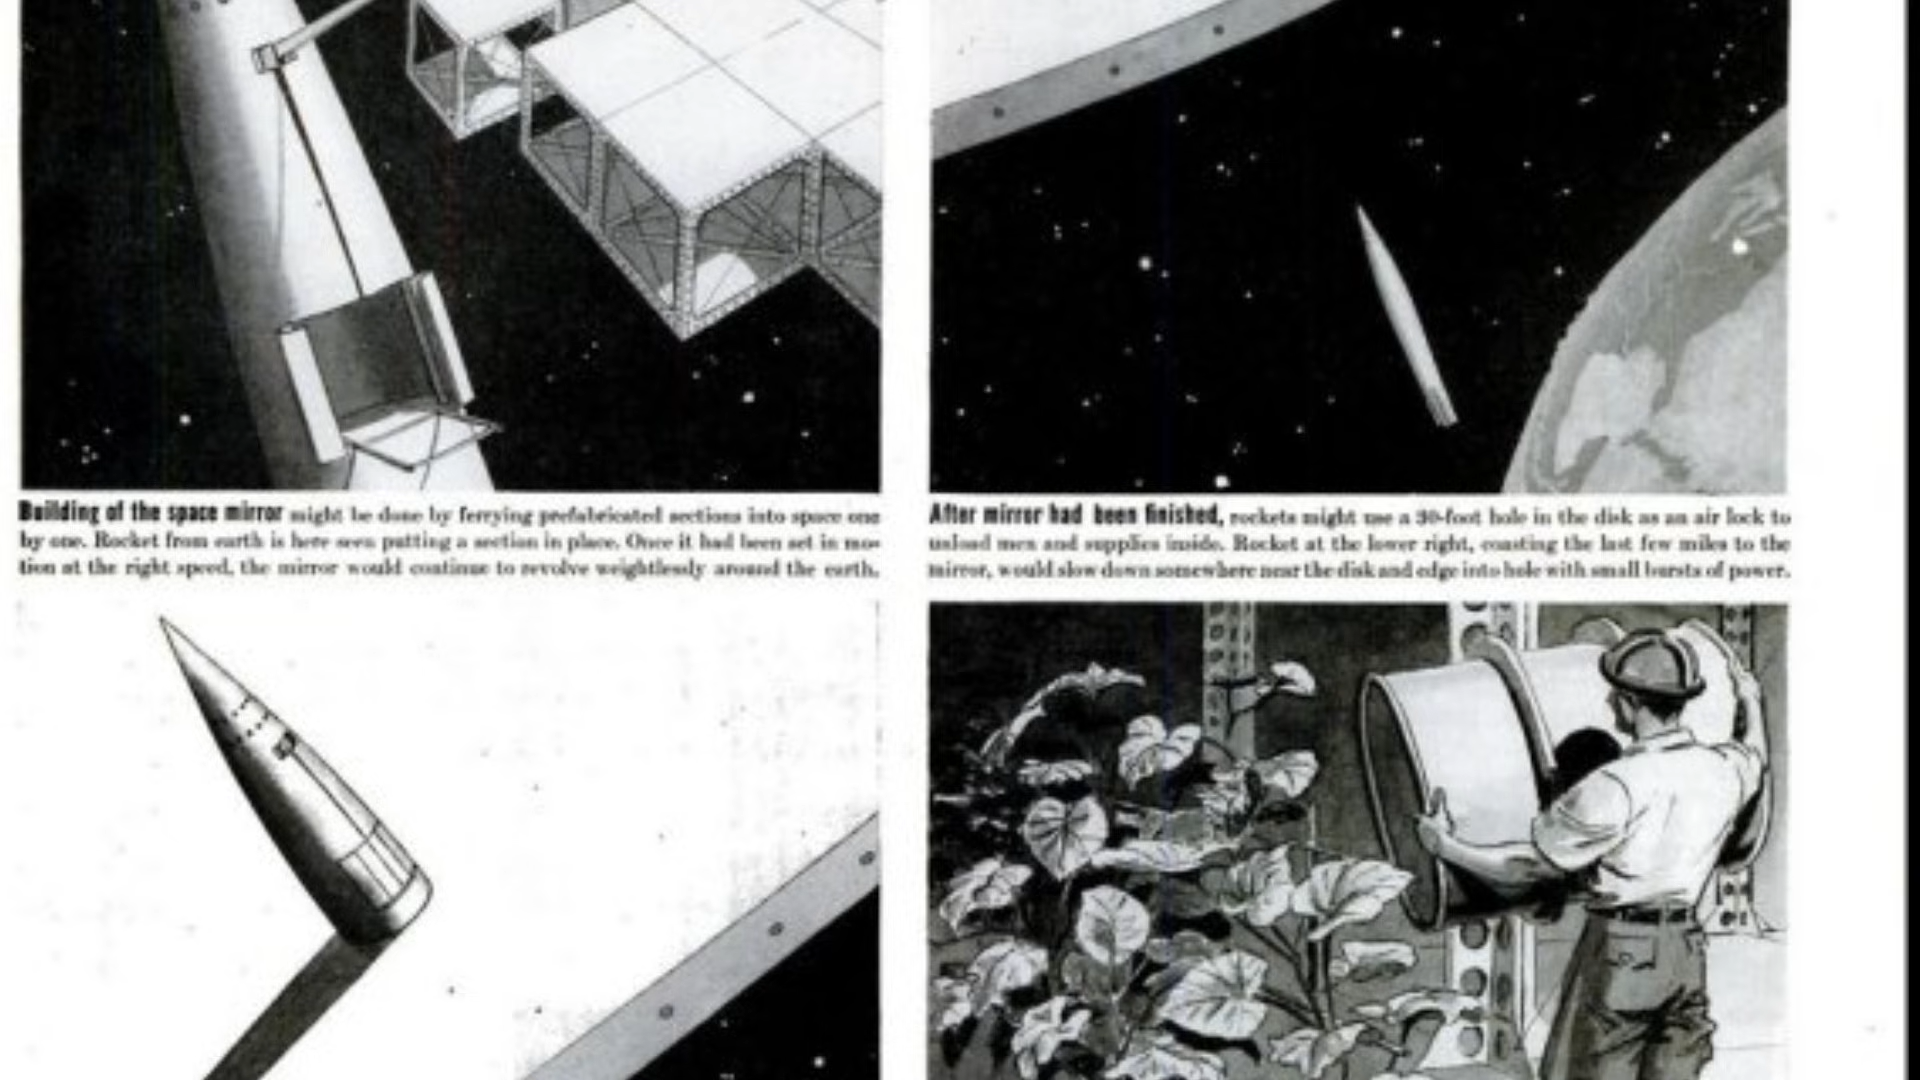 Building of the space mirror might be done by ferrying prefabricated sections into space one
by one. Rocket from earth is here seen putting a section in place. Once it had been set in mo-
tion at the right speed, the mirror would continue to revolve weightlessly around the earth.
After mirror had been finished, rockets might use a 30-foot hole in the disk as an air lock to
unload men and supplies inside. Rocket at the lower right, coasting the last few miles to the
mirror, would slow down somewhere near the disk and edge into hole with small bursts of power.